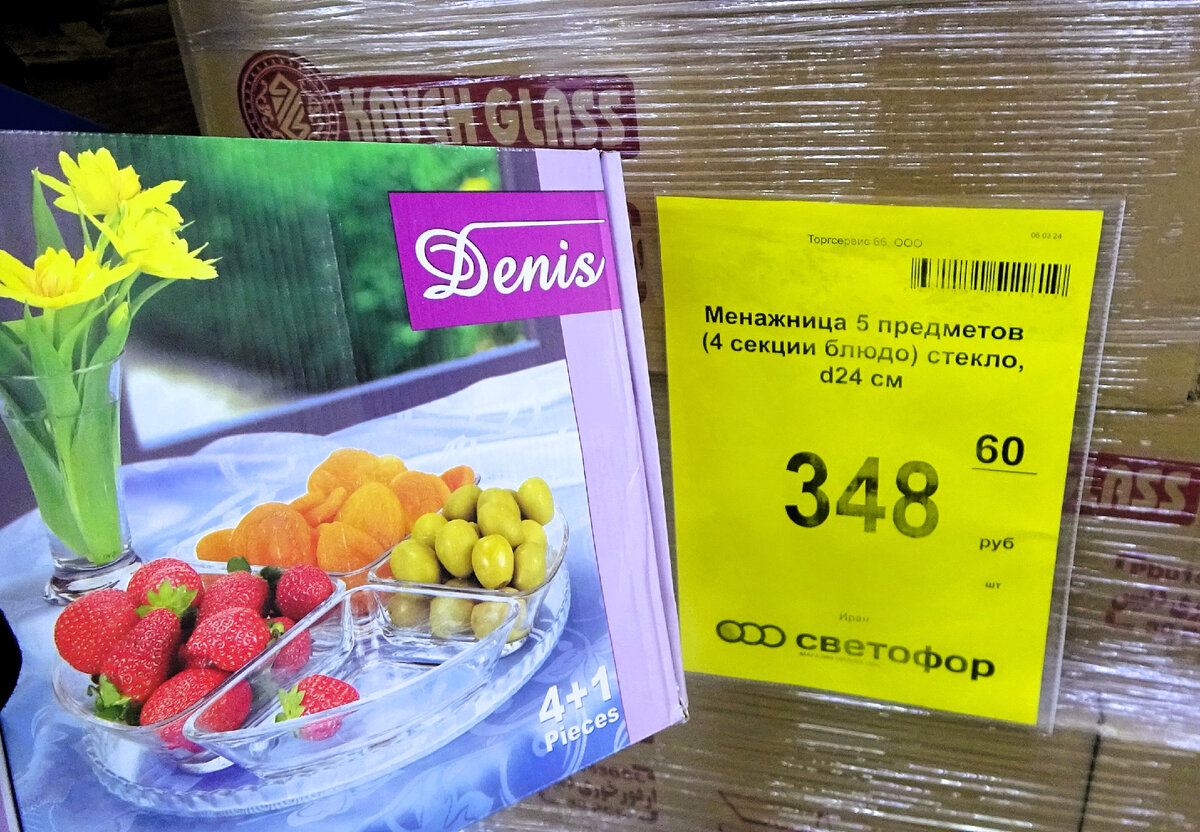 KAVEH GLASS
Denis
4+1
Pieces
Торгсервис 66, ООО
06.03.24
Менажница 5 предметов
(4 секции блюдо) стекло,
d24 см
348
60
руб
шт
Иран
светофор
GLASS